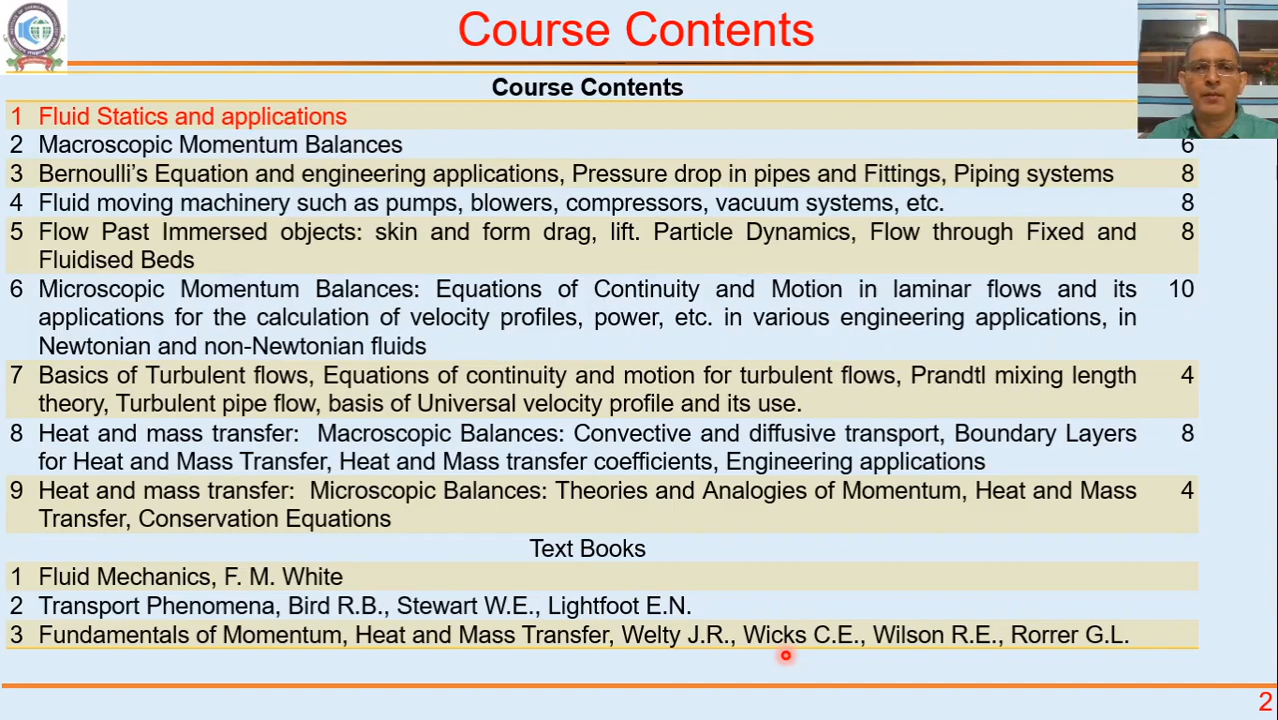 Course Contents
Course Contents
1 Fluid Statics and applications
2 Macroscopic Momentum Balances 6
3 Bernoulli's Equation and engineering applications, Pressure drop in pipes and Fittings, Piping systems 8
4 Fluid moving machinery such as pumps, blowers, compressors, vacuum systems, etc. 8
5 Flow Past Immersed objects: skin and form drag, lift. Particle Dynamics, Flow through Fixed and 8
Fluidised Beds
6 Microscopic Momentum Balances: Equations of Continuity and Motion in laminar flows and its 10
applications for the calculation of velocity profiles, power, etc. in various engineering applications, in
Newtonian and non-Newtonian fluids
7 Basics of Turbulent flows, Equations of continuity and motion for turbulent flows, Prandtl mixing length 4
theory, Turbulent pipe flow, basis of Universal velocity profile and its use.
8 Heat and mass transfer: Macroscopic Balances: Convective and diffusive transport, Boundary Layers 8
for Heat and Mass Transfer, Heat and Mass transfer coefficients, Engineering applications
9 Heat and mass transfer: Microscopic Balances: Theories and Analogies of Momentum, Heat and Mass 4
Transfer, Conservation Equations
Text Books
1 Fluid Mechanics, F. M. White
2 Transport Phenomena, Bird R.B., Stewart W.E., Lightfoot E.N.
3 Fundamentals of Momentum, Heat and Mass Transfer, Welty J.R., Wicks C.E., Wilson R.E., Rorrer G.L.
2